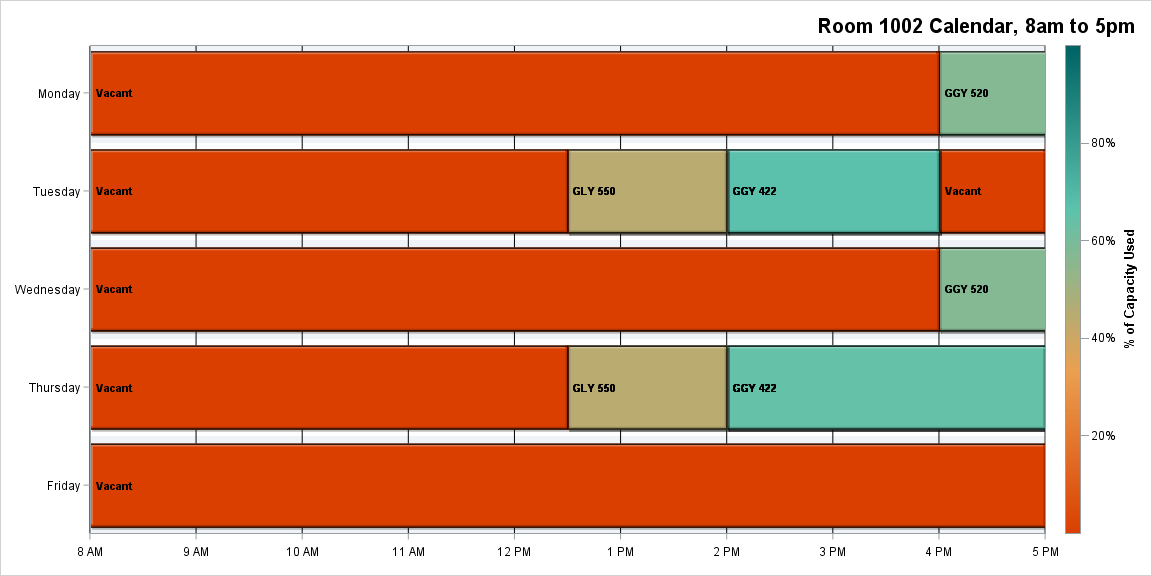 Room 1002 Calendar, 8am to 5pm
Monday
Vacant
GGY 520
Tuesday
Vacant
GLY 550
GGY 422
Vacant
Wednesday
Vacant
GGY 520
Thursday
Vacant
GLY 550
GGY 422
Friday
Vacant
8 AM
9 AM
10 AM
11 AM
12 PM
1 PM
2 PM
3 PM
4 PM
5 PM
80%
60%
40%
20%
% of Capacity Used